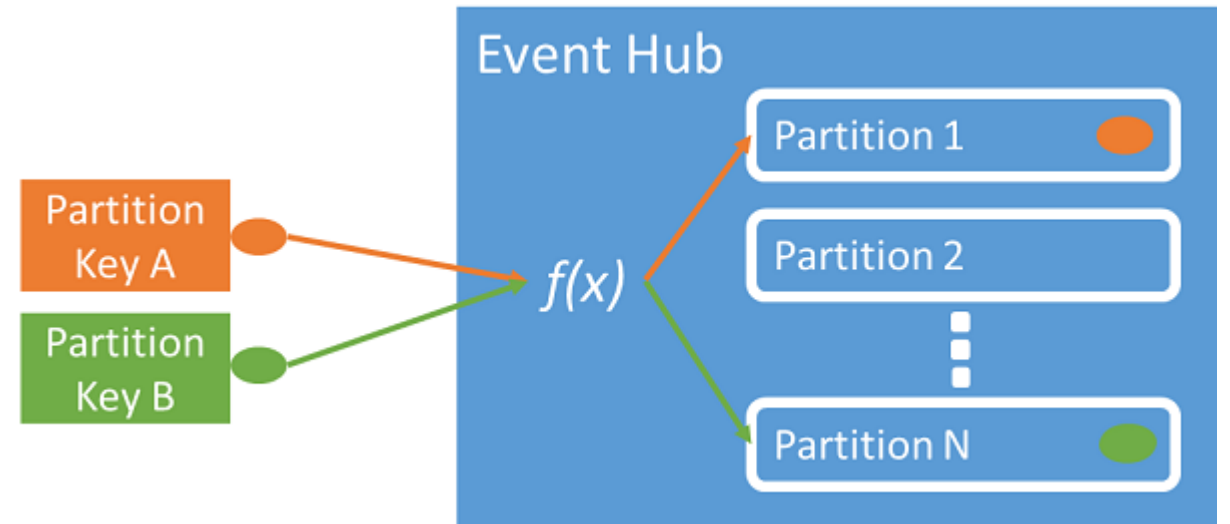 Event Hub
Partition
Key A
Partition
Key B
f(x)
Partition 1
Partition 2
Partition N